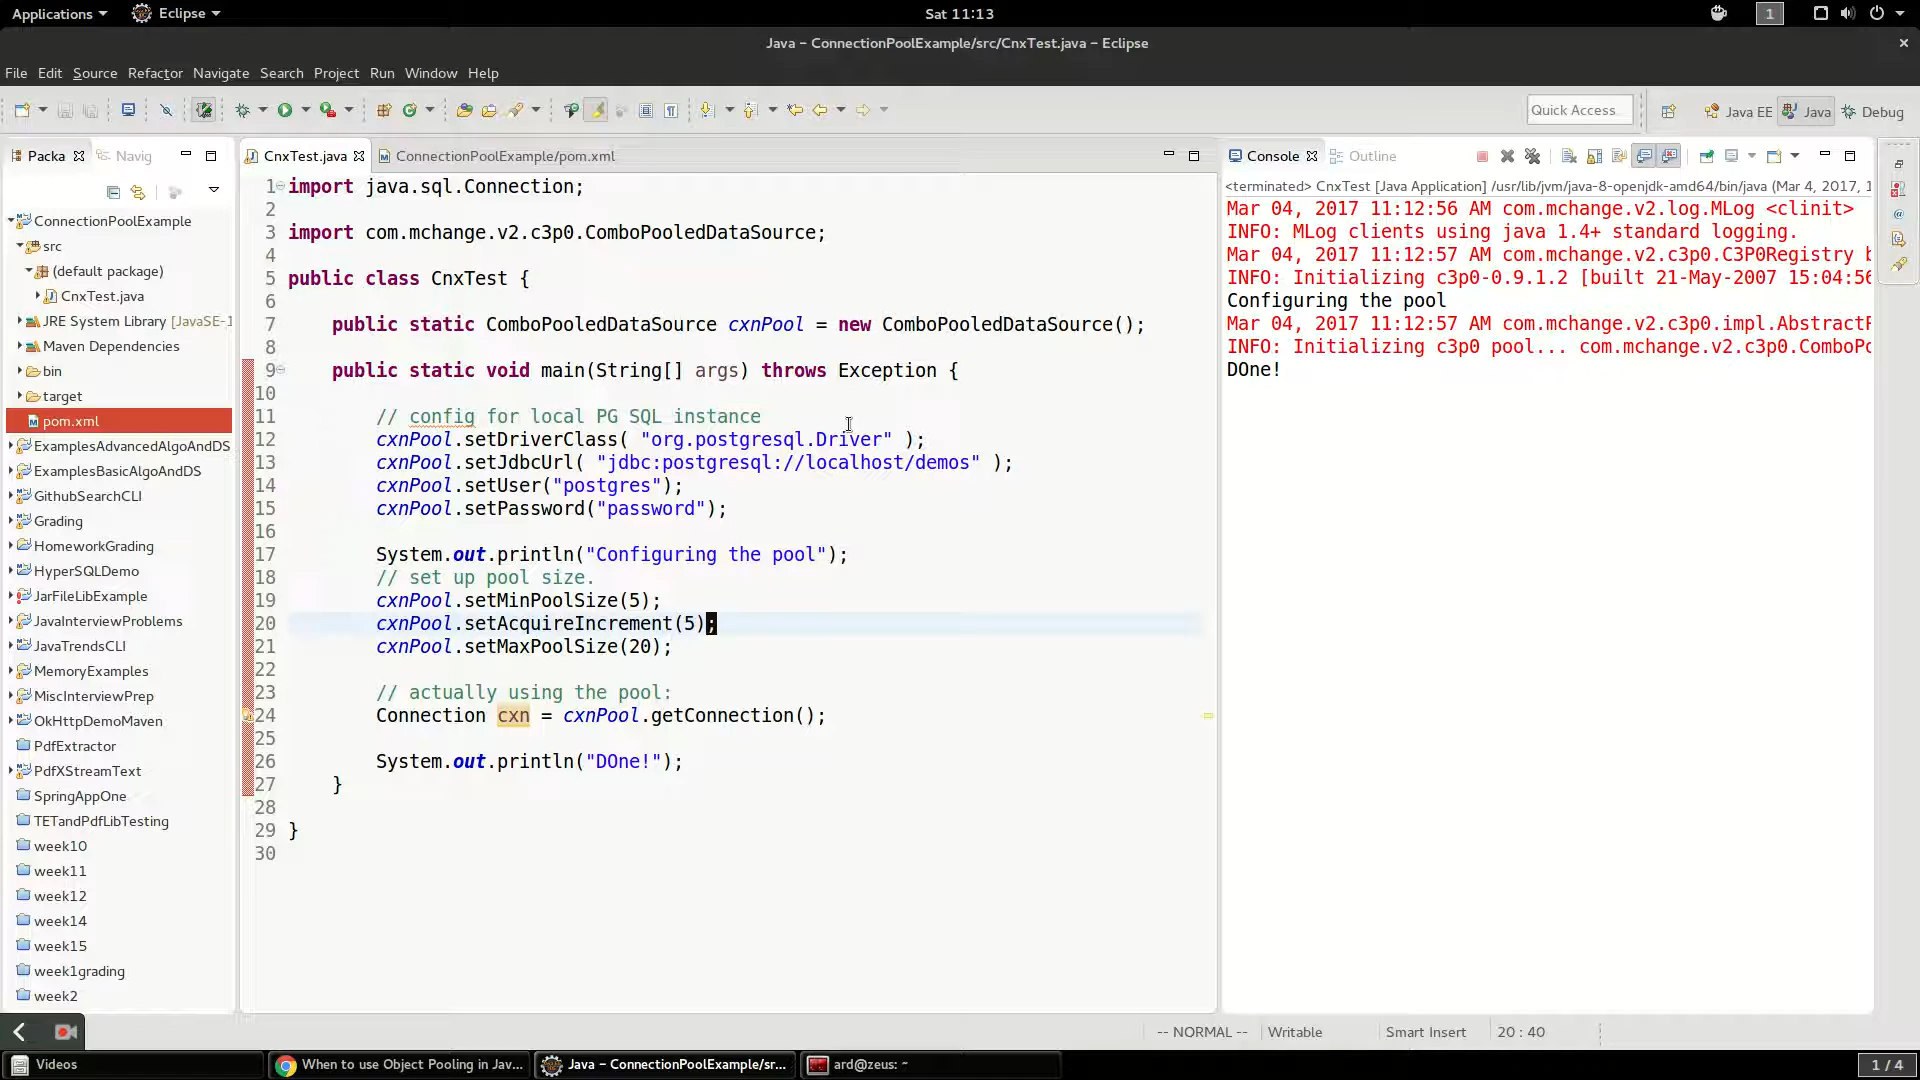 Applications
Eclipse
Sat 11:13
1
Java – ConnectionPoolExample/src/CnxTest.java – Eclipse
File Edit Source Refactor Navigate Search Project Run Window Help
Quick Access
Java EE
Java
Debug
Packa
Navig
CnxTest.java
ConnectionPoolExample/pom.xml
Console
Outline
ConnectionPoolExample
src
(default package)
CnxTest.java
JRE System Library [JavaSE-1
Maven Dependencies
bin
target
pom.xml
ExamplesAdvancedAlgoAndDS
ExamplesBasicAlgoAndDS
GithubSearchCLI
Grading
HomeworkGrading
HyperSQLDemo
JarFileLibExample
JavaInterviewProblems
JavaTrendsCLI
MemoryExamples
MiscInterviewPrep
OkHttpDemoMaven
PdfExtractor
PdfXStreamText
SpringAppOne
TETandPdfLibTesting
week10
week11
week12
week14
week15
week1grading
week2
1 import java.sql.Connection;
2
3 import com.mchange.v2.c3p0.ComboPooledDataSource;
4
5 public class CnxTest {
6
7 public static ComboPooledDataSource cxnPool = new ComboPooledDataSource();
8
9 public static void main(String[] args) throws Exception {
10
11 // config for local PG SQL instance
12 cxnPool.setDriverClass( "org.postgresql.Driver" );
13 cxnPool.setJdbcUrl( "jdbc:postgresql://localhost/demos" );
14 cxnPool.setUser("postgres");
15 cxnPool.setPassword("password");
16
17 System.out.println("Configuring the pool");
18 // set up pool size.
19 cxnPool.setMinPoolSize(5);
20 cxnPool.setAcquireIncrement(5);
21 cxnPool.setMaxPoolSize(20);
22
23 // actually using the pool:
24 Connection cxn = cxnPool.getConnection();
25
26 System.out.println("DOne!");
27 }
28
29 }
30
<terminated> CnxTest [Java Application] /usr/lib/jvm/java-8-openjdk-amd64/bin/java (Mar 4, 2017, 1
Mar 04, 2017 11:12:56 AM com.mchange.v2.log.MLog <clinit>
INFO: MLog clients using java 1.4+ standard logging.
Mar 04, 2017 11:12:57 AM com.mchange.v2.c3p0.C3P0Registry b
INFO: Initializing c3p0-0.9.1.2 [built 21-May-2007 15:04:56
Configuring the pool
Mar 04, 2017 11:12:57 AM com.mchange.v2.c3p0.impl.AbstractP
INFO: Initializing c3p0 pool... com.mchange.v2.c3p0.ComboPo
DOne!
-- NORMAL --
Writable
Smart Insert
20 : 40
Videos
When to use Object Pooling in Jav...
Java – ConnectionPoolExample/sr...
ard@zeus: ~
1 / 4